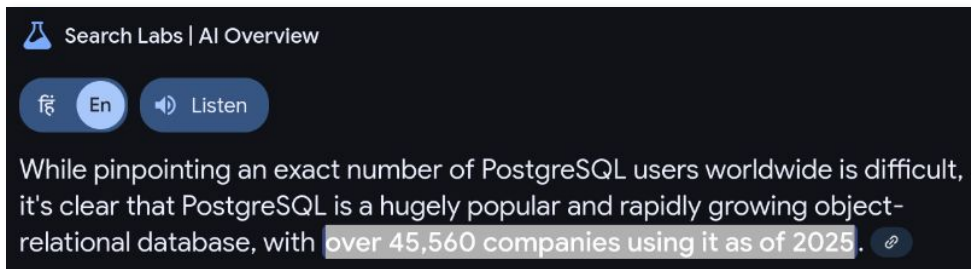 Search Labs | AI Overview
हिं En Listen
While pinpointing an exact number of PostgreSQL users worldwide is difficult,
it's clear that PostgreSQL is a hugely popular and rapidly growing object-
relational database, with over 45,560 companies using it as of 2025.